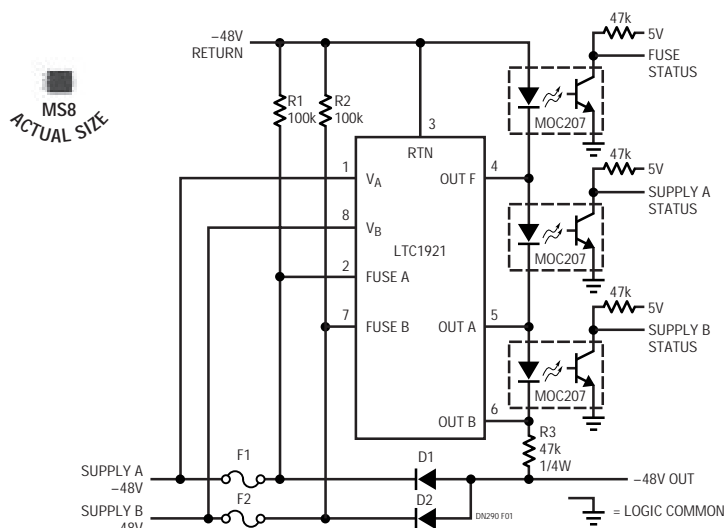 47k
5V
–48V
RETURN
FUSE
STATUS
R1
100k
R2
100k
MS8
ACTUAL SIZE
3
RTN
MOC207
47k
5V
1
VA
OUT F
4
SUPPLY A
STATUS
8
VB
LTC1921
MOC207
2
FUSE A
47k
5V
7
FUSE B
OUT A
5
SUPPLY B
STATUS
MOC207
OUT B
6
R3
47k
1/4W
F1
D1
SUPPLY A
–48V
–48V OUT
F2
D2
SUPPLY B
–48V
DN290 F01
= LOGIC COMMON